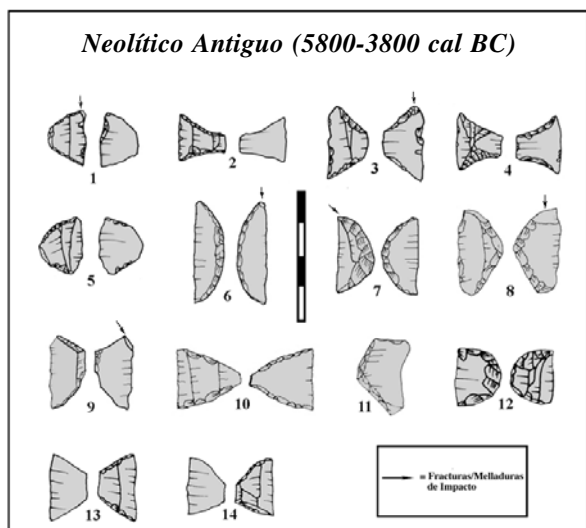 Neolítico Antiguo (5800-3800 cal BC)
1 2 3 4
5 6 7 8
9 10 11 12
13 14
= Fracturas/Melladuras
de Impacto